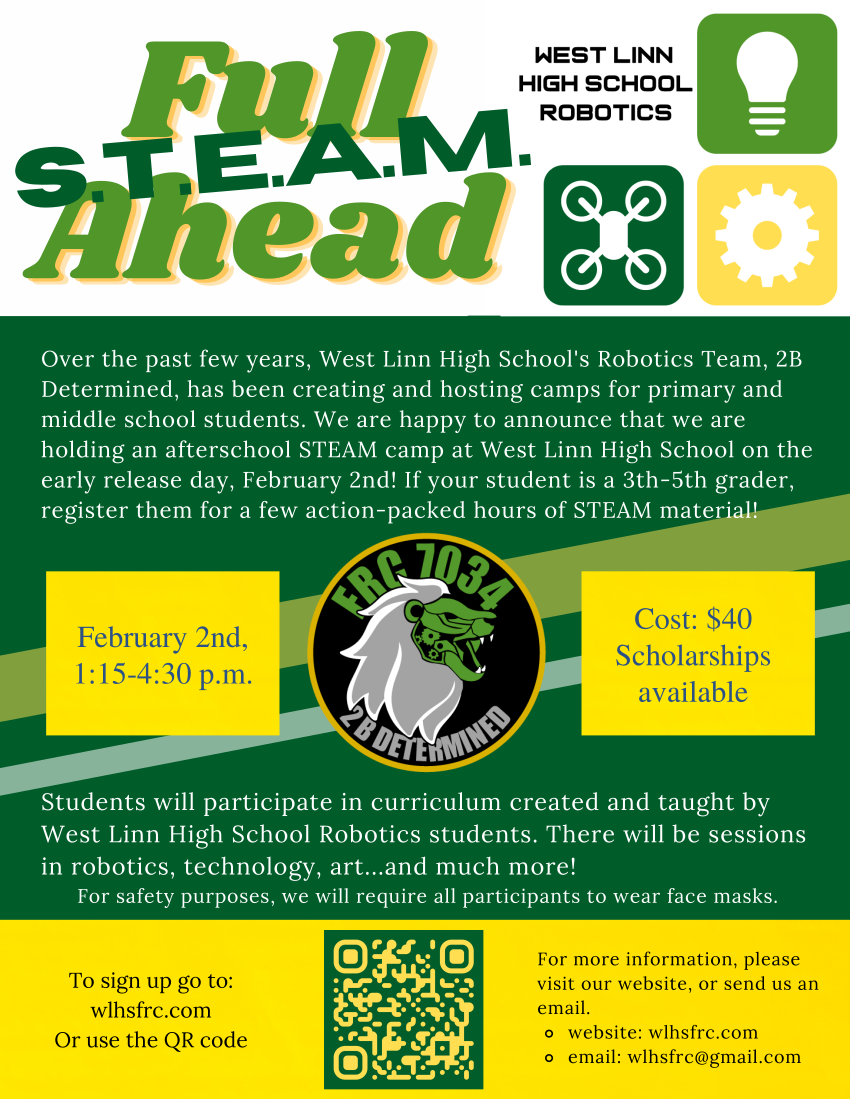 Full
S.T.E.A.M.
Ahead
WEST LINN
HIGH SCHOOL
ROBOTICS
Over the past few years, West Linn High School's Robotics Team, 2B
Determined, has been creating and hosting camps for primary and
middle school students. We are happy to announce that we are
holding an afterschool STEAM camp at West Linn High School on the
early release day, February 2nd! If your student is a 3th-5th grader,
register them for a few action-packed hours of STEAM material!
February 2nd,
1:15-4:30 p.m.
FRC 7034
2 B DETERMINED
Cost: $40
Scholarships
available
Students will participate in curriculum created and taught by
West Linn High School Robotics students. There will be sessions
in robotics, technology, art...and much more!
For safety purposes, we will require all participants to wear face masks.
To sign up go to:
wlhsfrc.com
Or use the QR code
For more information, please
visit our website, or send us an
email.
website: wlhsfrc.com
email: wlhsfrc@gmail.com